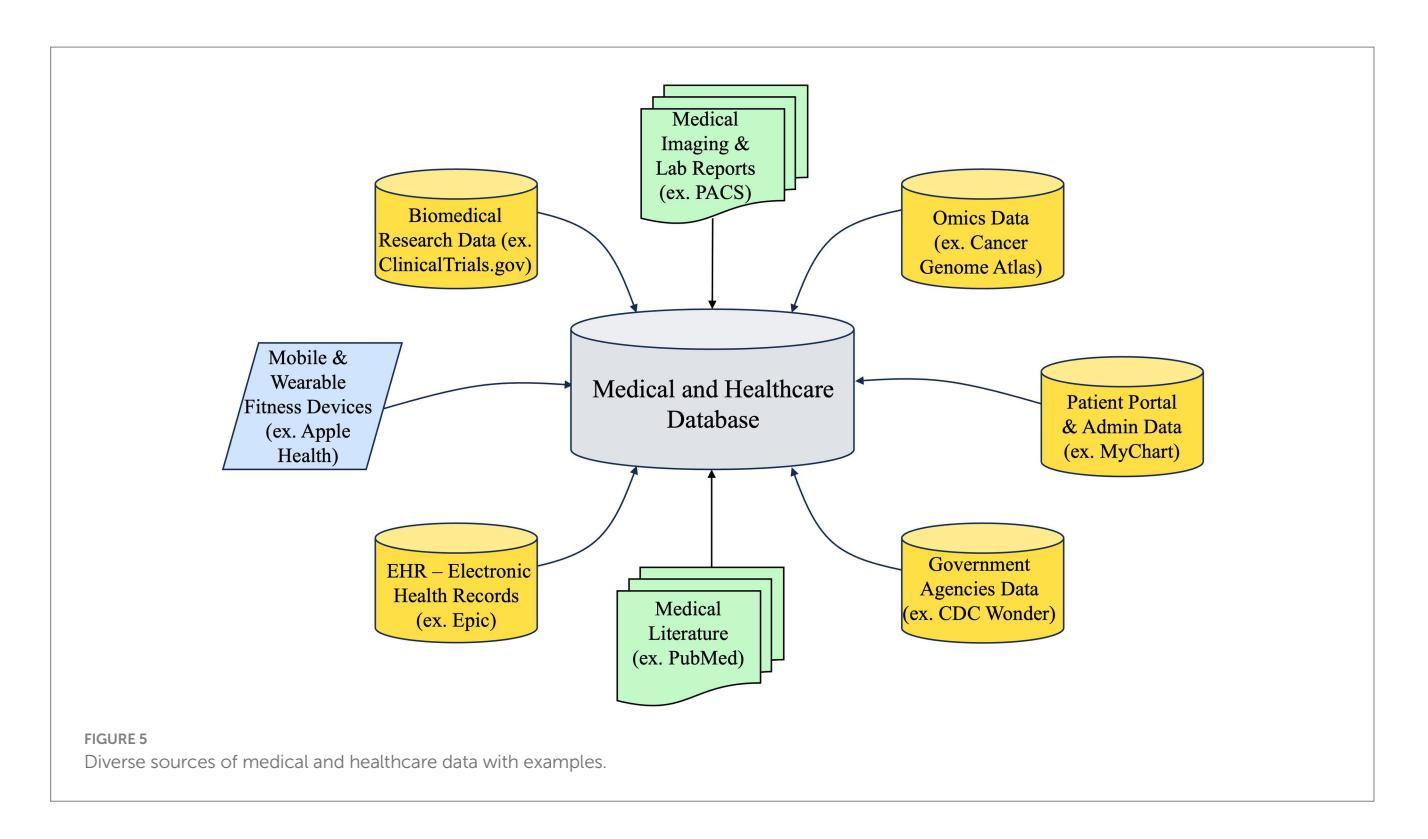 Medical
Imaging &
Lab Reports
(ex. PACS)
Biomedical
Research Data (ex.
ClinicalTrials.gov)
Omics Data
(ex. Cancer
Genome Atlas)
Mobile &
Wearable
Fitness Devices
(ex. Apple
Health)
Medical and Healthcare
Database
Patient Portal
& Admin Data
(ex. MyChart)
EHR – Electronic
Health Records
(ex. Epic)
Medical
Literature
(ex. PubMed)
Government
Agencies Data
(ex. CDC Wonder)
FIGURE 5
Diverse sources of medical and healthcare data with examples.